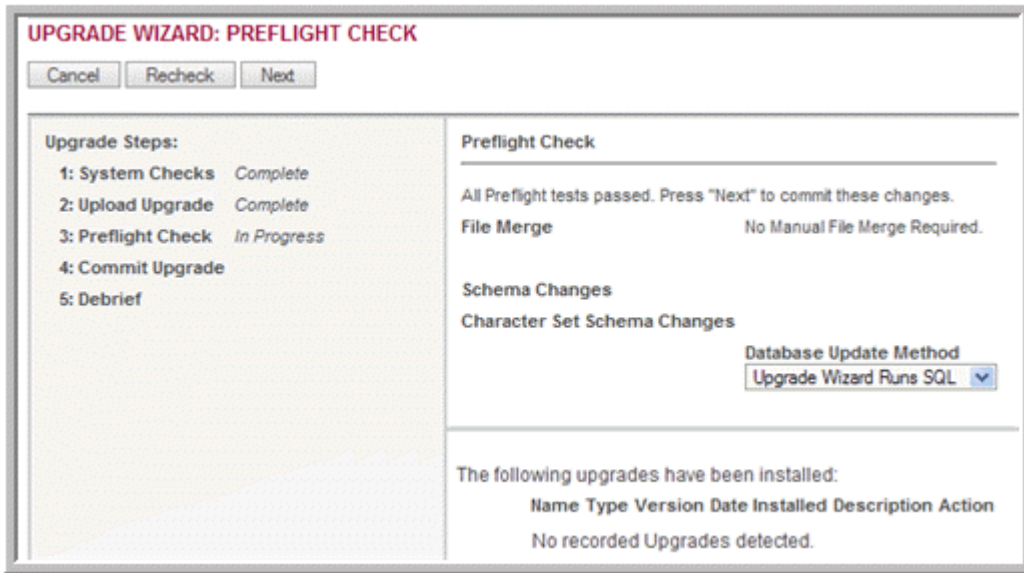 UPGRADE WIZARD: PREFLIGHT CHECK
Cancel Recheck Next
Upgrade Steps:
1: System Checks Complete
2: Upload Upgrade Complete
3: Preflight Check In Progress
4: Commit Upgrade
5: Debrief
Preflight Check
All Preflight tests passed. Press "Next" to commit these changes.
File Merge No Manual File Merge Required.
Schema Changes
Character Set Schema Changes
Database Update Method
Upgrade Wizard Runs SQL
The following upgrades have been installed:
Name Type Version Date Installed Description Action
No recorded Upgrades detected.